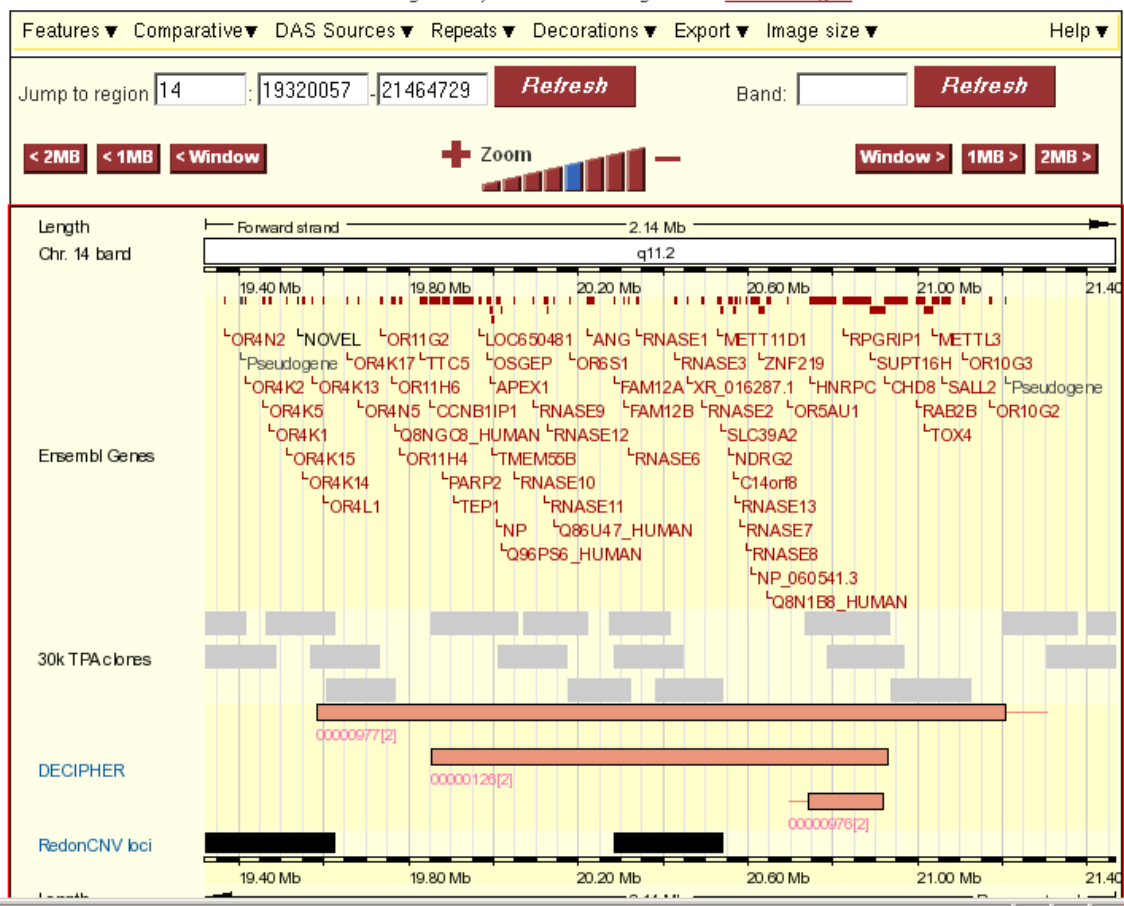 Features ▼ Comparative▼ DAS Sources ▼ Repeats ▼ Decorations ▼ Export ▼ Image size ▼ Help ▼
Jump to region 14 : 19320057 -21464729 Refresh Band: Refresh
< 2MB < 1MB < Window + Zoom − Window > 1MB > 2MB >
Length Forward strand 2.14 Mb
Chr. 14 band q11.2
19.40 Mb 19.80 Mb 20.20 Mb 20.60 Mb 21.00 Mb 21.40
OR4N2 NOVEL OR11G2 LOC650481 ANG RNASE1 METT11D1 RPGRIP1 METTL3
Pseudogene OR4K17 TTC5 OSGEP OR6S1 RNASE3 ZNF219 SUPT16H OR10G3
OR4K2 OR4K13 OR11H6 APEX1 FAM12A XR_016287.1 HNRPC CHD8 SALL2 Pseudogene
OR4K5 OR4N5 CCNB1IP1 RNASE9 FAM12B RNASE2 OR5AU1 RAB2B OR10G2
OR4K1 Q8NGC8_HUMAN RNASE12 SLC39A2 TOX4
Ensembl Genes OR4K15 OR11H4 TMEM55B RNASE6 NDRG2
OR4K14 PARP2 RNASE10 C14orf8
OR4L1 TEP1 RNASE11 RNASE13
NP Q86U47_HUMAN RNASE7
Q96PS6_HUMAN RNASE8
NP_060541.3
Q8N1B8_HUMAN
30k TPA clones
00000977[2]
DECIPHER 00000126[2]
00000976[2]
RedonCNV loci
19.40 Mb 19.80 Mb 20.20 Mb 20.60 Mb 21.00 Mb 21.40